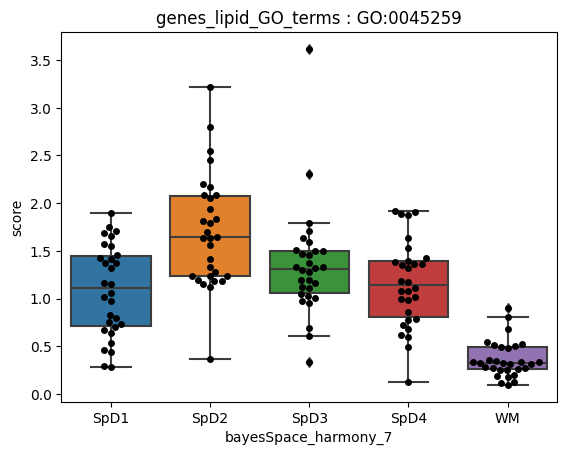 genes_lipid_GO_terms : GO:0045259
3.5
3.0
2.5
2.0
1.5
1.0
0.5
0.0
score
SpD1 SpD2 SpD3 SpD4 WM
bayesSpace_harmony_7